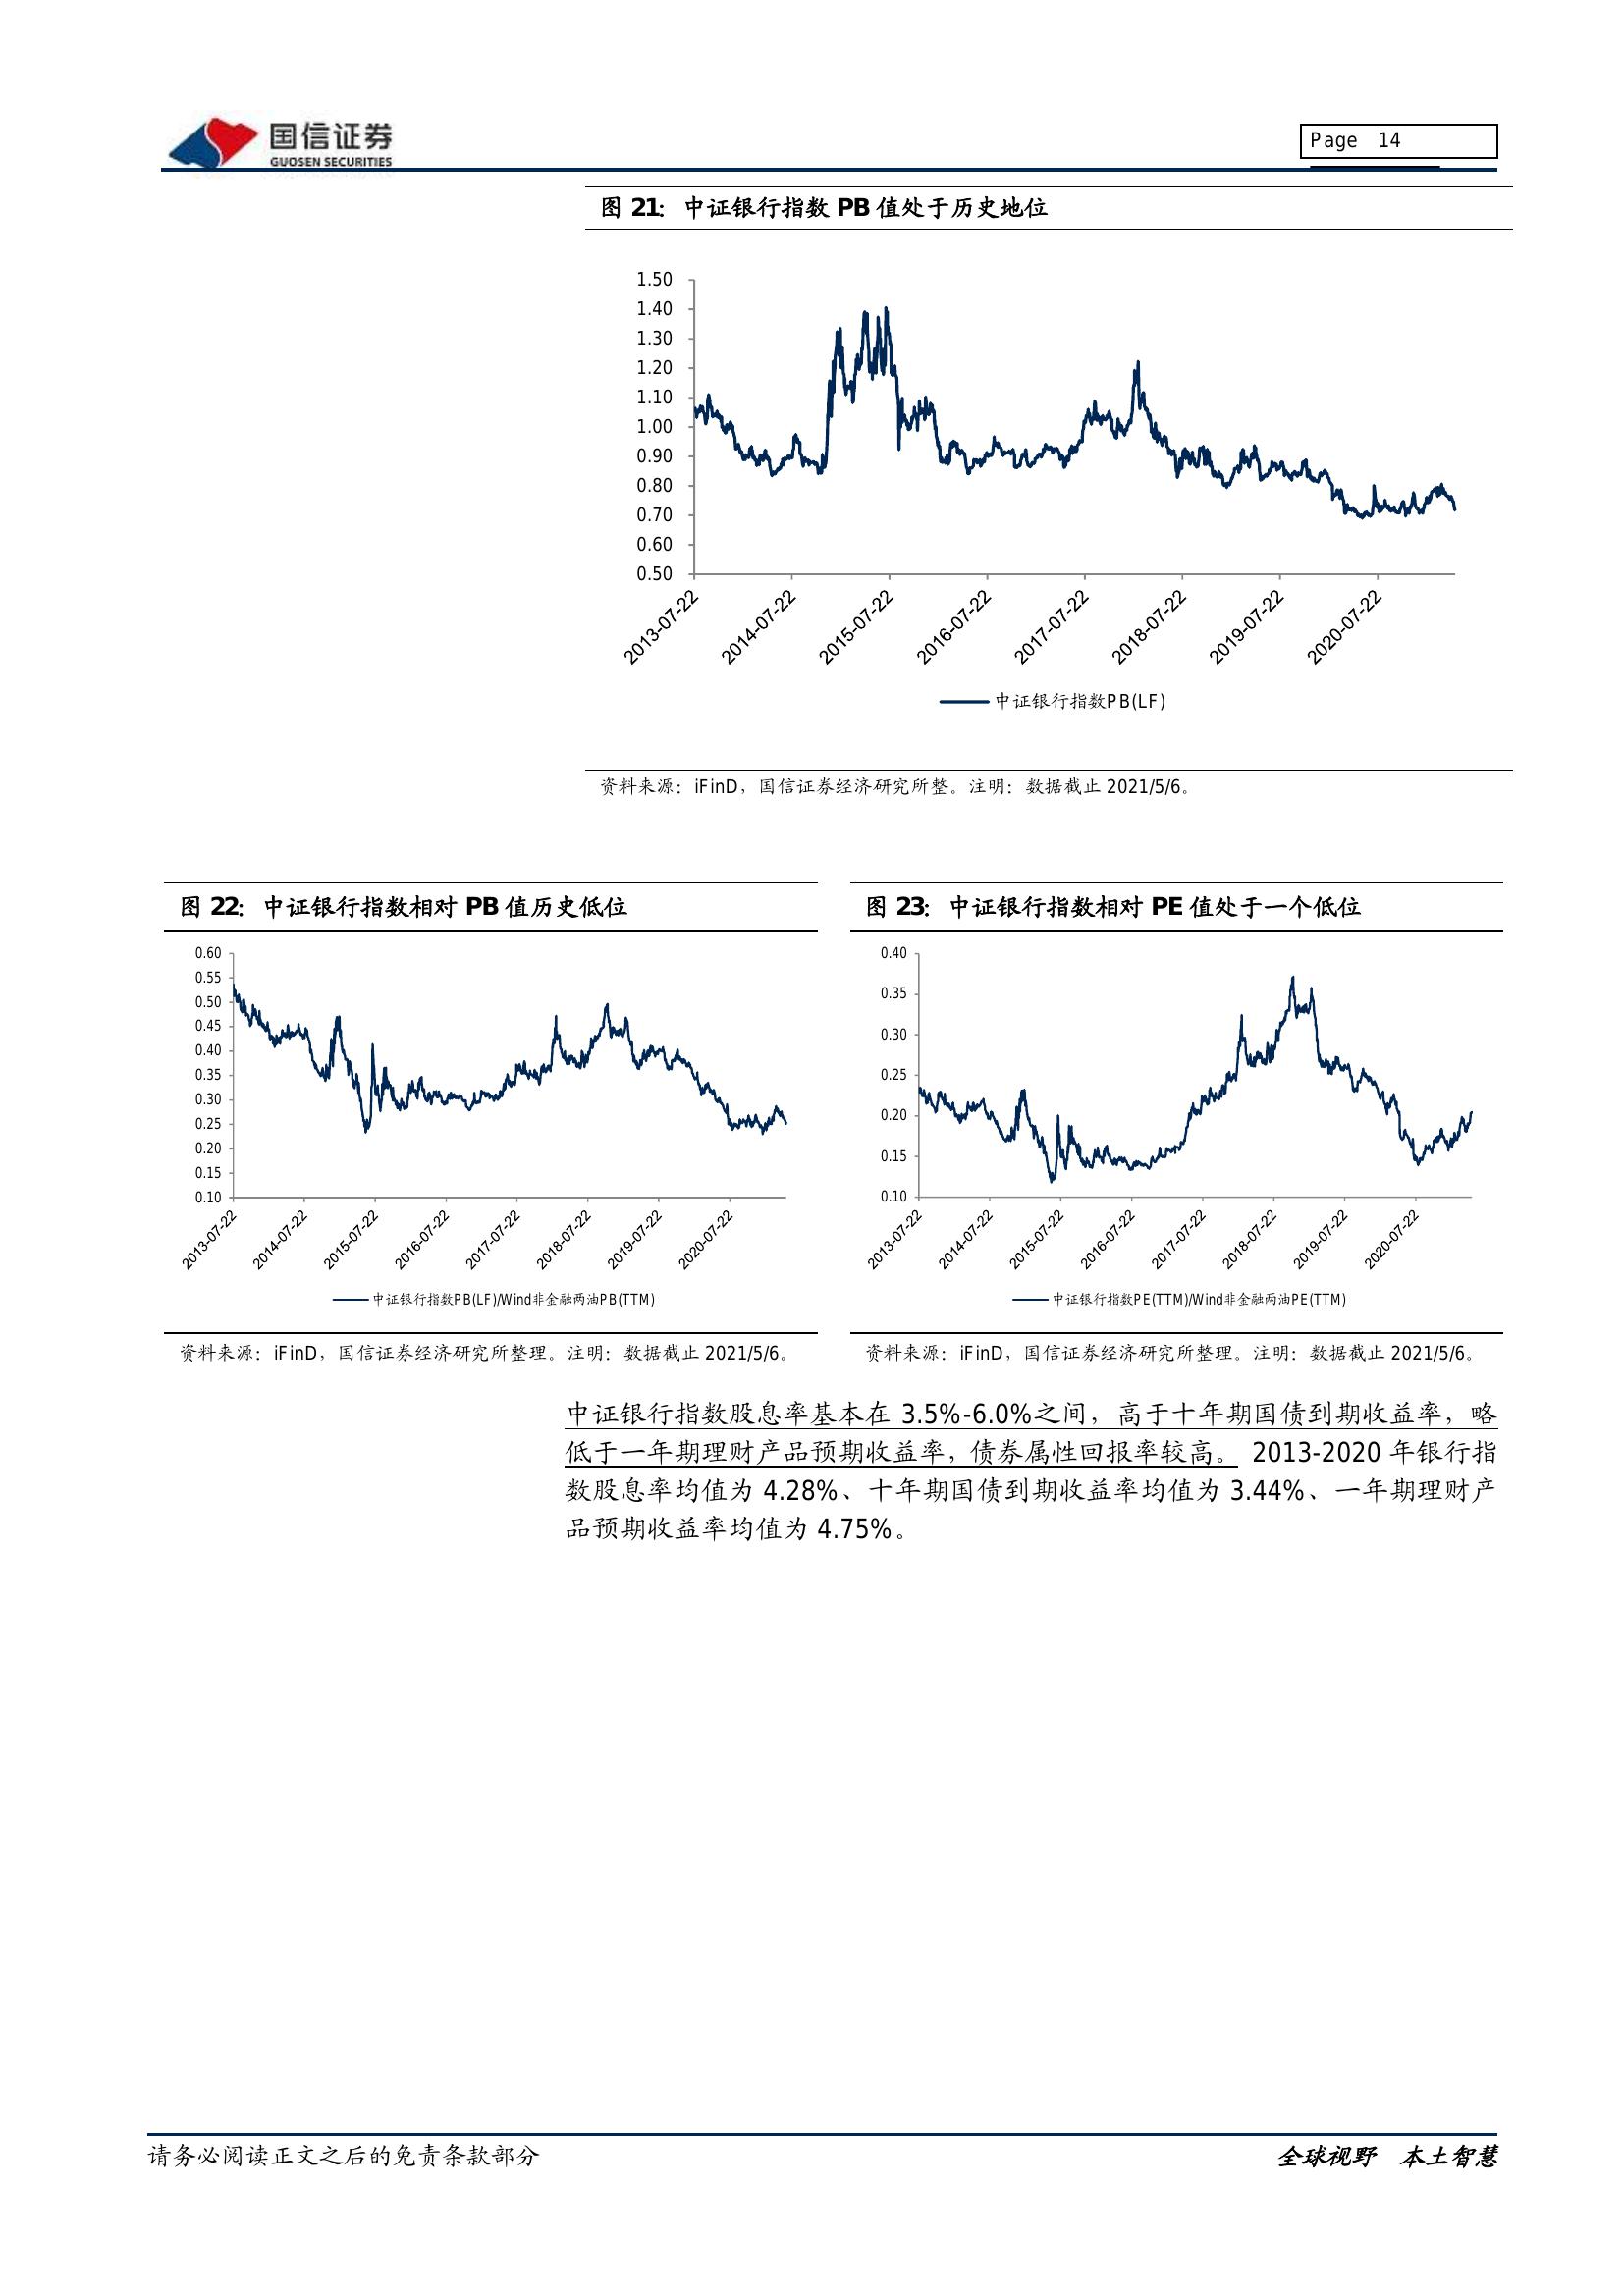 国信证券
GUOSEN SECURITIES
Page 14
图 21：中证银行指数 PB 值处于历史地位
1.50
1.40
1.30
1.20
1.10
1.00
0.90
0.80
0.70
0.60
0.50
2013-07-22
2014-07-22
2015-07-22
2016-07-22
2017-07-22
2018-07-22
2019-07-22
2020-07-22
中证银行指数PB(LF)
资料来源：iFinD，国信证券经济研究所整。注明：数据截止 2021/5/6。
图 22：中证银行指数相对 PB 值历史低位
0.60
0.55
0.50
0.45
0.40
0.35
0.30
0.25
0.20
0.15
0.10
2013-07-22
2014-07-22
2015-07-22
2016-07-22
2017-07-22
2018-07-22
2019-07-22
2020-07-22
中证银行指数PB(LF)/Wind非金融两油PB(TTM)
资料来源：iFinD，国信证券经济研究所整理。注明：数据截止 2021/5/6。
图 23：中证银行指数相对 PE 值处于一个低位
0.40
0.35
0.30
0.25
0.20
0.15
0.10
2013-07-22
2014-07-22
2015-07-22
2016-07-22
2017-07-22
2018-07-22
2019-07-22
2020-07-22
中证银行指数PE(TTM)/Wind非金融两油PE(TTM)
资料来源：iFinD，国信证券经济研究所整理。注明：数据截止 2021/5/6。
中证银行指数股息率基本在 3.5%-6.0%之间，高于十年期国债到期收益率，略
低于一年期理财产品预期收益率，债券属性回报率较高。 2013-2020 年银行指
数股息率均值为 4.28%、十年期国债到期收益率均值为 3.44%、一年期理财产
品预期收益率均值为 4.75%。
请务必阅读正文之后的免责条款部分
全球视野 本土智慧